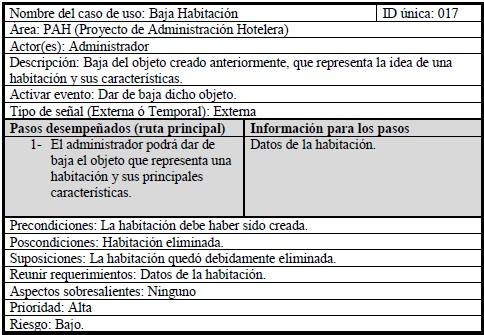 Nombre del caso de uso: Baja Habitación
ID única: 017
Área: PAH (Proyecto de Administración Hotelera)
Actor(es): Administrador
Descripción: Baja del objeto creado anteriormente, que representa la idea de una
habitación y sus características.
Activar evento: Dar de baja dicho objeto.
Tipo de señal (Externa ó Temporal): Externa
Pasos desempeñados (ruta principal)
Información para los pasos
1- El administrador podrá dar de
baja el objeto que representa una
habitación y sus principales
características.
Datos de la habitación.
Precondiciones: La habitación debe haber sido creada.
Poscondiciones: Habitación eliminada.
Suposiciones: La habitación quedó debidamente eliminada.
Reunir requerimientos: Datos de la habitación.
Aspectos sobresalientes: Ninguno
Prioridad: Alta
Riesgo: Bajo.